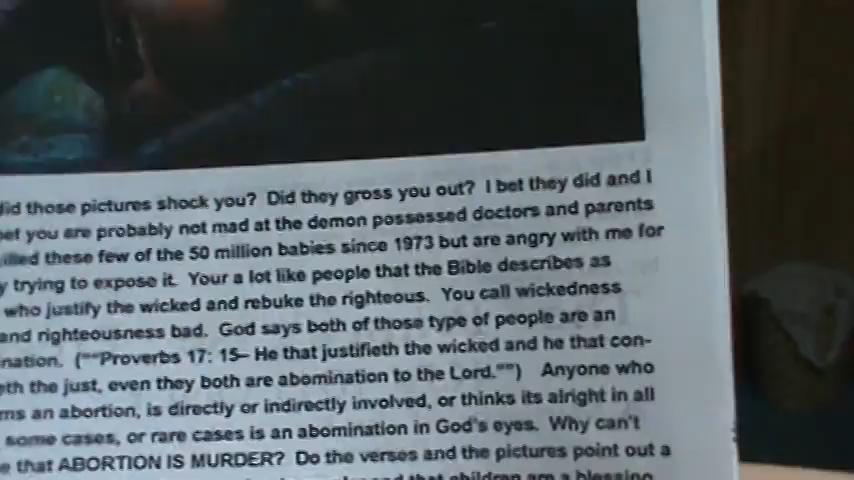 did those pictures shock you? Did they gross you out? I bet they did and I
bet you are probably not mad at the demon possessed doctors and parents
killed these few of the 50 million babies since 1973 but are angry with me for
trying to expose it. Your a lot like people that the Bible describes as
who justify the wicked and rebuke the righteous. You call wickedness
and righteousness bad. God says both of those type of people are an
nation. (""Proverbs 17: 15– He that justifieth the wicked and he that con-
eth the just, even they both are abomination to the Lord."") Anyone who
ms an abortion, is directly or indirectly involved, or thinks its alright in all
some cases, or rare cases is an abomination in God's eyes. Why can't
e that ABORTION IS MURDER? Do the verses and the pictures point out a
that children are a blessing